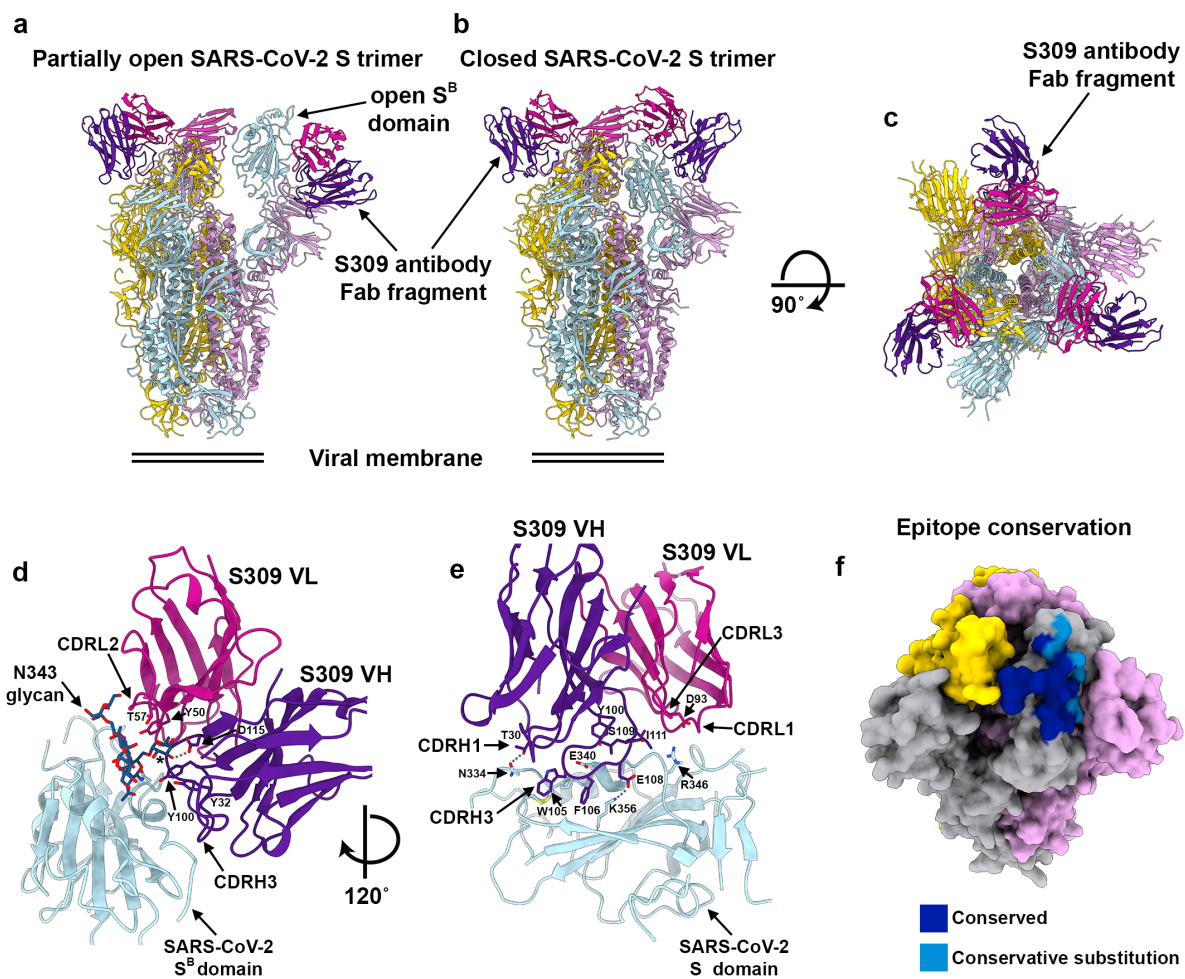 a
Partially open SARS-CoV-2 S trimer
open Sᴮ
domain
b
Closed SARS-CoV-2 S trimer
S309 antibody
Fab fragment
S309 antibody
Fab fragment
c
90°
Viral membrane
d
S309 VL
CDRL2
N343
glycan
S309 VH
T57
Y50
D115
*
Y32
Y100
CDRH3
120°
SARS-CoV-2
Sᴮ domain
e
S309 VH
S309 VL
CDRL3
D93
Y100
S109
I111
CDRL1
T30
CDRH1
E340
N334
E108
R346
CDRH3
W105
F106
K356
SARS-CoV-2
S domain
Epitope conservation
f
Conserved
Conservative substitution